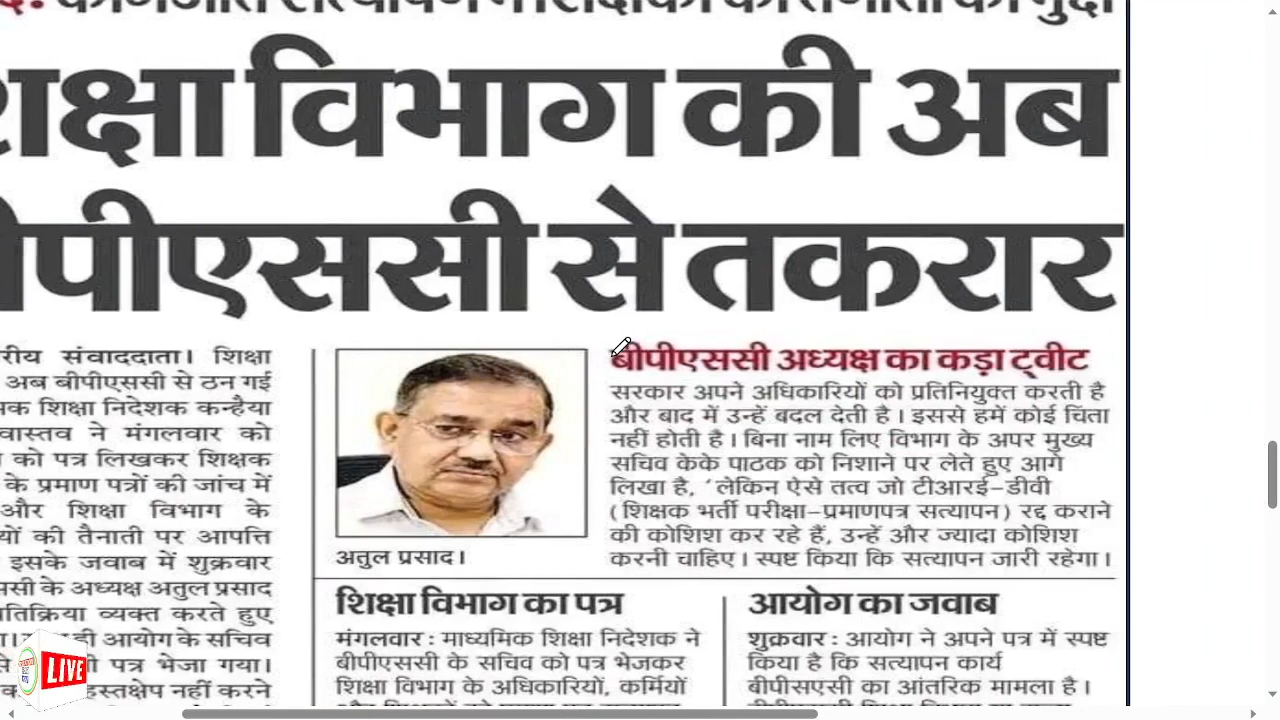 शिक्षा विभाग की अब
बीपीएससी से तकरार
संवाददाता। शिक्षा
अब बीपीएससी से ठन गई
शिक्षा निदेशक कन्हैया
ने मंगलवार को
को पत्र लिखकर शिक्षक
के प्रमाण पत्रों की जांच में
और शिक्षा विभाग के
की तैनाती पर आपत्ति
इसके जवाब में शुक्रवार
के अध्यक्ष अतुल प्रसाद
व्यक्त करते हुए
ही आयोग के सचिव
पत्र भेजा गया।
हस्तक्षेप नहीं करने
अतुल प्रसाद।
बीपीएससी अध्यक्ष का कड़ा ट्वीट
सरकार अपने अधिकारियों को प्रतिनियुक्त करती है
और बाद में उन्हें बदल देती है। इससे हमें कोई चिंता
नहीं होती है। बिना नाम लिए विभाग के अपर मुख्य
सचिव केके पाठक को निशाने पर लेते हुए आगे
लिखा है, ‘लेकिन ऐसे तत्व जो टीआरई-डीवी
(शिक्षक भर्ती परीक्षा-प्रमाणपत्र सत्यापन) रद्द कराने
की कोशिश कर रहे हैं, उन्हें और ज्यादा कोशिश
करनी चाहिए। स्पष्ट किया कि सत्यापन जारी रहेगा।
शिक्षा विभाग का पत्र
मंगलवार : माध्यमिक शिक्षा निदेशक ने
बीपीएससी के सचिव को पत्र भेजकर
शिक्षा विभाग के अधिकारियों, कर्मियों
आयोग का जवाब
शुक्रवार : आयोग ने अपने पत्र में स्पष्ट
किया है कि सत्यापन कार्य
बीपीसएसी का आंतरिक मामला है।
LIVE